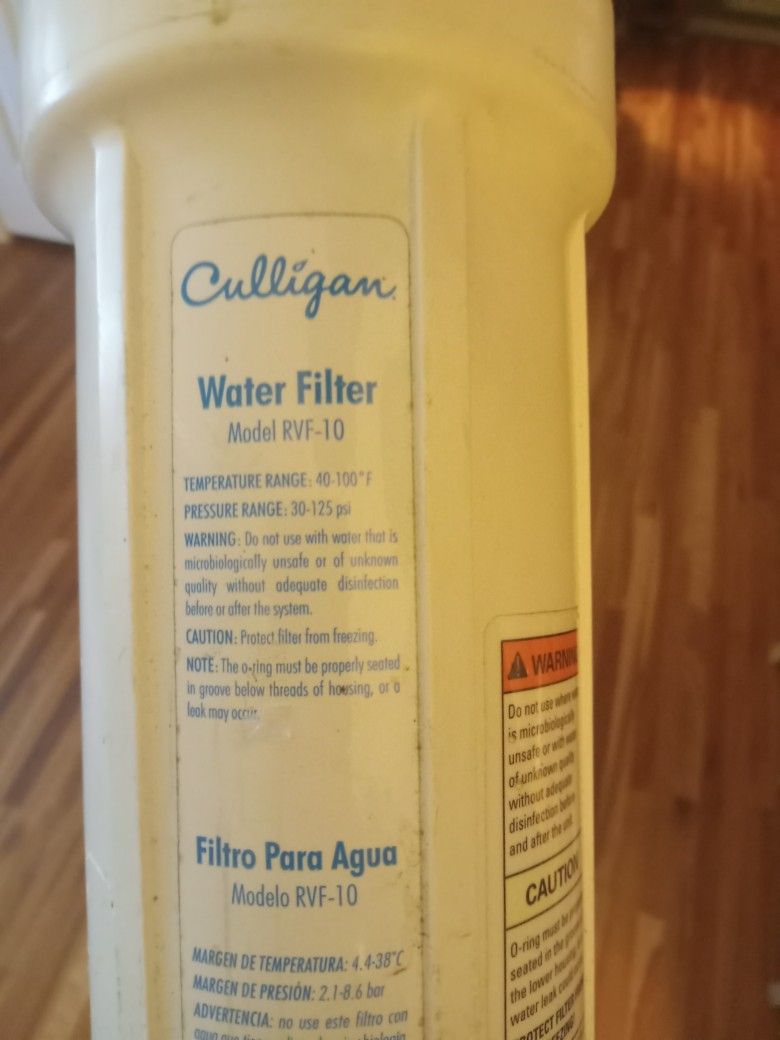 Culligan.
Water Filter
Model RVF-10
TEMPERATURE RANGE: 40-100°F
PRESSURE RANGE: 30-125 psi
WARNING: Do not use with water that is
microbiologically unsafe or of unknown
quality without adequate disinfection
before or after the system.
CAUTION: Protect filter from freezing.
NOTE: The o-ring must be properly seated
in groove below threads of housing, or a
leak may occur.
Filtro Para Agua
Modelo RVF-10
MARGEN DE TEMPERATURA: 4.4-38°C
MARGEN DE PRESIÓN: 2.1-8.6 bar
ADVERTENCIA: no use este filtro con
agua que
WARNIN
Do not use where
is microbiologically
unsafe or with
of unknown quality
without adequate
disinfection before
and after the unit.
CAUTION
O-ring must be
seated in the
the lower housing,
water leak
PROTECT FILTER